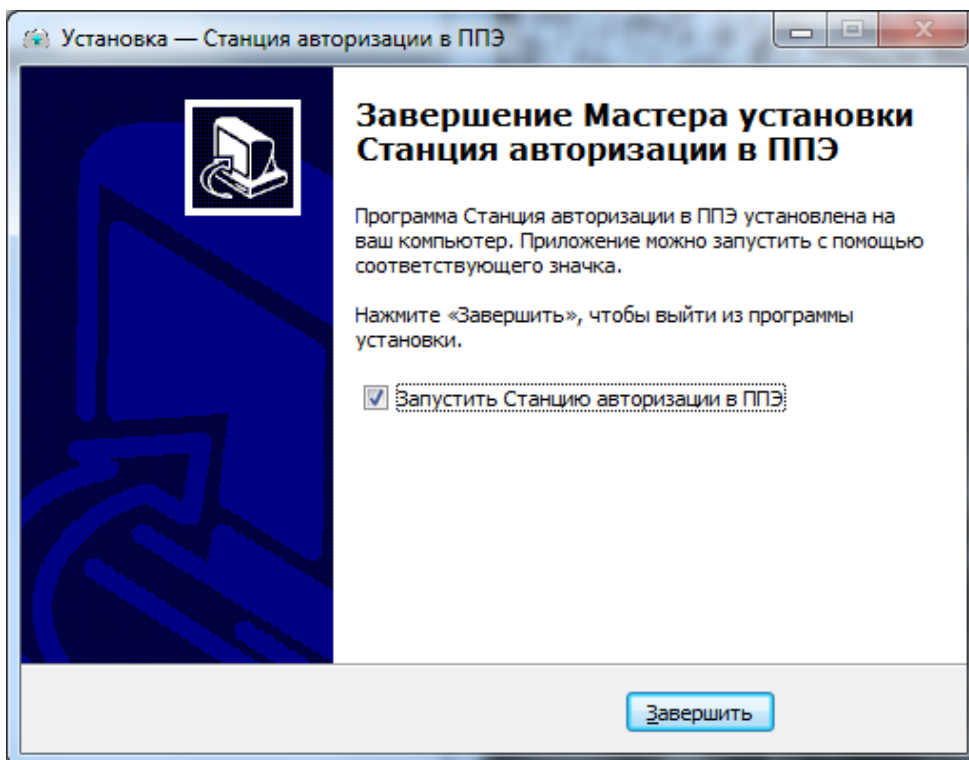 Установка — Станция авторизации в ППЭ
Завершение Мастера установки
Станция авторизации в ППЭ
Программа Станция авторизации в ППЭ установлена на
ваш компьютер. Приложение можно запустить с помощью
соответствующего значка.
Нажмите «Завершить», чтобы выйти из программы
установки.
Запустить Станцию авторизации в ППЭ
Завершить